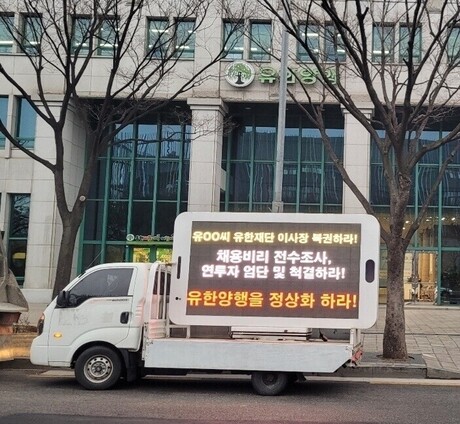 유한양행
유OO씨 유한재단 이사장 복권하라!
채용비리 전수조사,
연루자 엄단 및 척결하라!
유한양행을 정상화 하라!